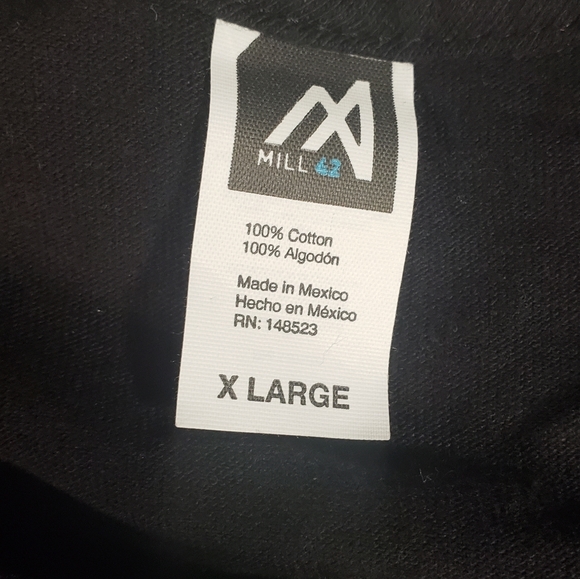 MILL 42
100% Cotton
100% Algodón
Made in Mexico
Hecho en México
RN: 148523
X LARGE